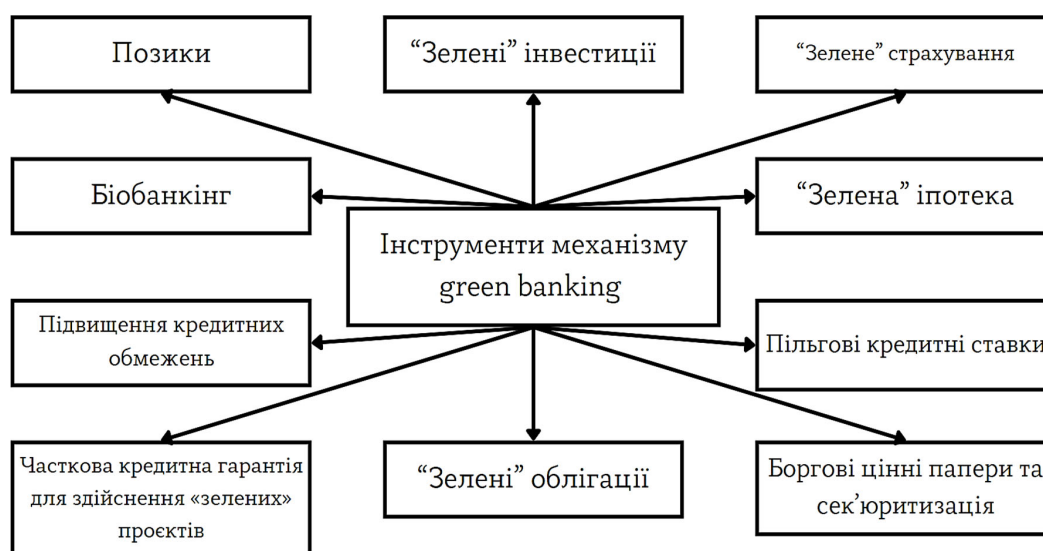 Позики
“Зелені” інвестиції
“Зелене” страхування
Біобанкінг
“Зелена” іпотека
Інструменти механізму
green banking
Підвищення кредитних
обмежень
Пільгові кредитні ставки
Часткова кредитна гарантія
для здійснення «зелених»
проєктів
“Зелені” облігації
Боргові цінні папери та
сек’юритизація